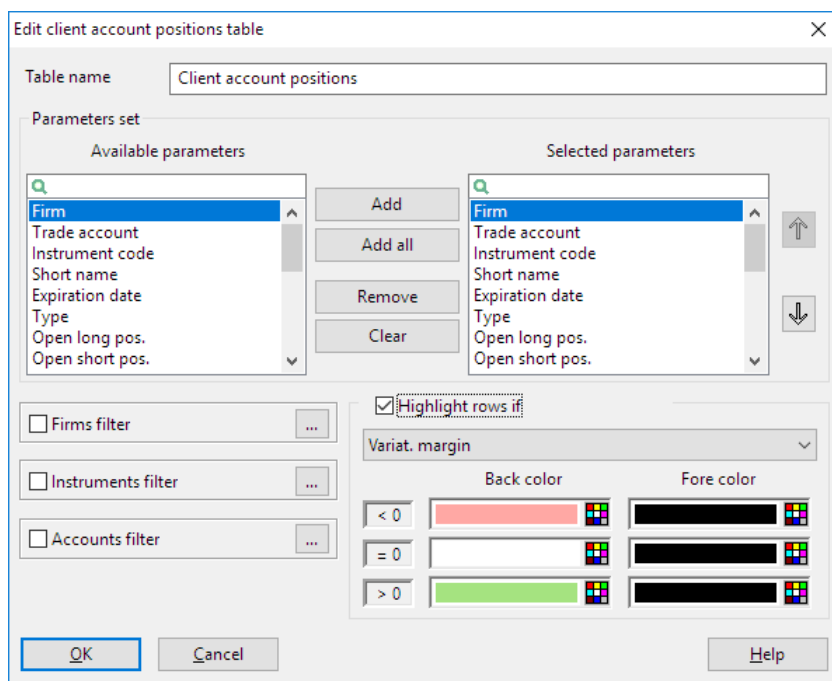 Edit client account positions table
Table name
Client account positions
Parameters set
Available parameters
Selected parameters
Firm
Trade account
Instrument code
Short name
Expiration date
Type
Open long pos.
Open short pos.
Add
Add all
Remove
Clear
Firm
Trade account
Instrument code
Short name
Expiration date
Type
Open long pos.
Open short pos.
Firms filter
...
Instruments filter
...
Accounts filter
...
Highlight rows if
Variat. margin
Back color
Fore color
< 0
= 0
> 0
OK
Cancel
Help